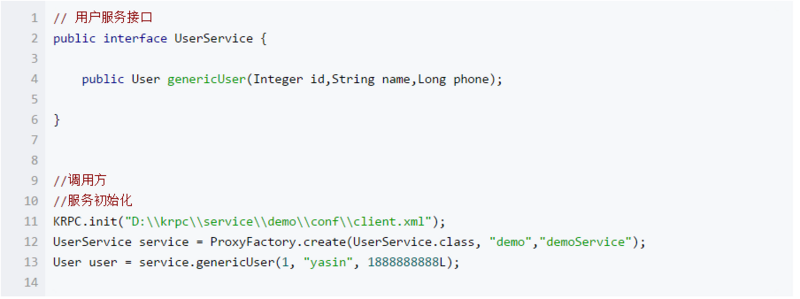 1 // 用户服务接口
2 public interface UserService {
3
4 public User genericUser(Integer id,String name,Long phone);
5
6 }
7
8
9 //调用方
10 //服务初始化
11 KRPC.init("D:\\krpc\\service\\demo\\conf\\client.xml");
12 UserService service = ProxyFactory.create(UserService.class, "demo","demoService");
13 User user = service.genericUser(1, "yasin", 1888888888L);
14